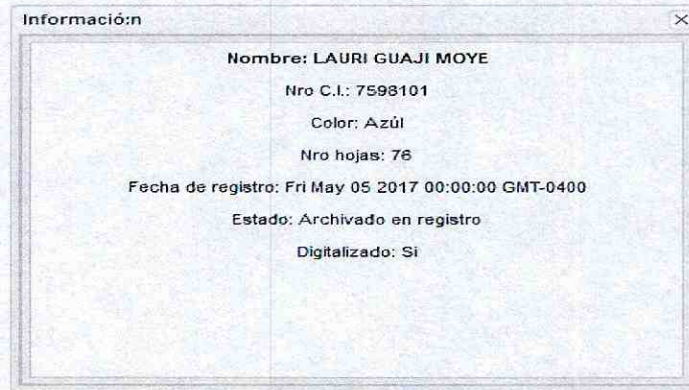 Informació:n
Nombre: LAURI GUAJI MOYE
Nro C.I.: 7598101
Color: Azúl
Nro hojas: 76
Fecha de registro: Fri May 05 2017 00:00:00 GMT-0400
Estado: Archivado en registro
Digitalizado: Si